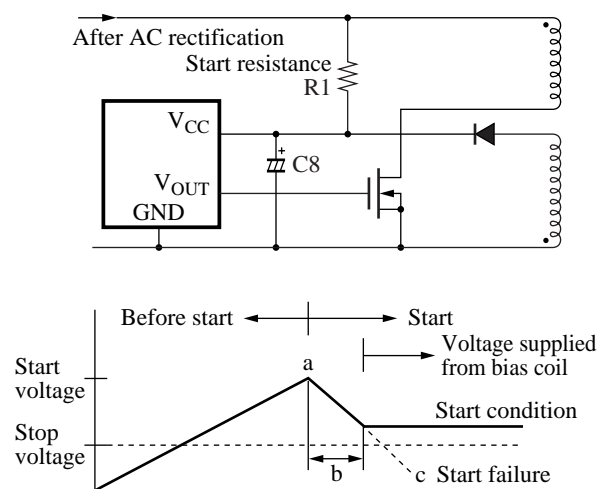 After AC rectification
Start resistance
R1
VCC
+
C8
VOUT
GND
Before start
Start
Voltage supplied
from bias coil
Start
voltage
a
Start condition
Stop
voltage
b
c Start failure